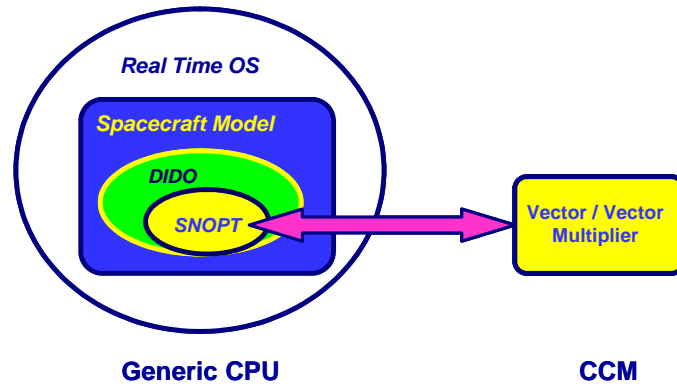 Real Time OS
Spacecraft Model
DIDO
SNOPT
Vector / Vector
Multiplier
Generic CPU
CCM